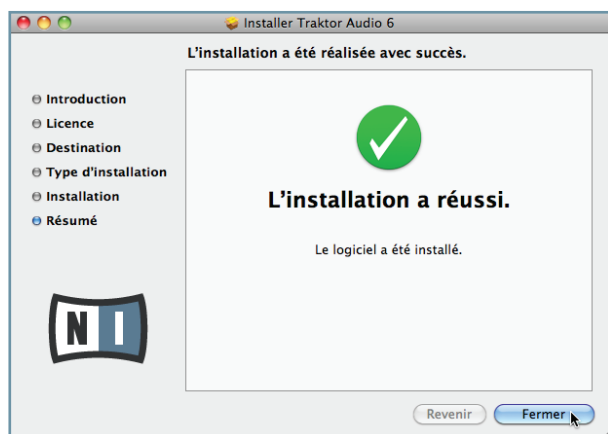 Installer Traktor Audio 6
L'installation a été réalisée avec succès.
Introduction
Licence
Destination
Type d'installation
Installation
Résumé
L'installation a réussi.
Le logiciel a été installé.
NI
Revenir
Fermer